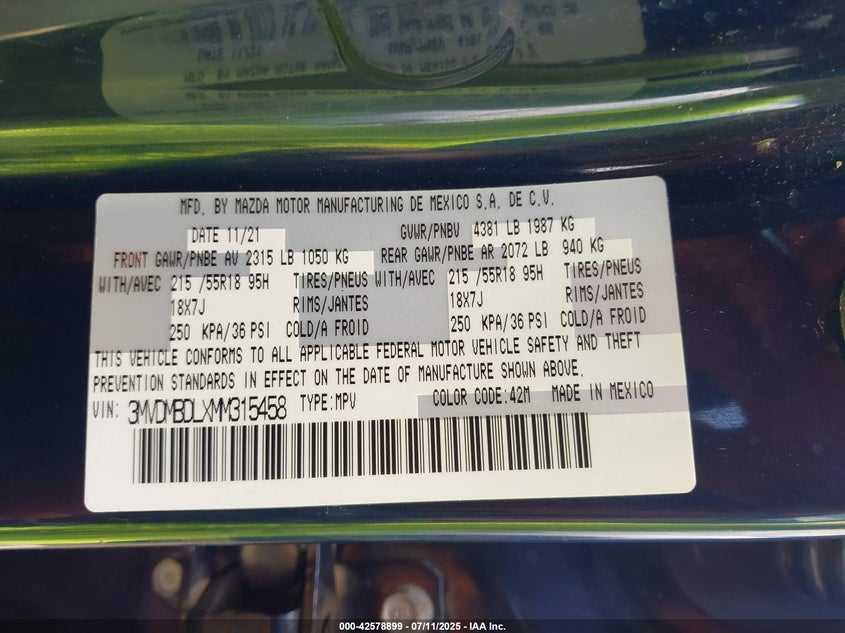 MFD. BY MAZDA MOTOR MANUFACTURING DE MEXICO S.A. DE C.V.
DATE 11/21 GVWR/PNBV 4381 LB 1987 KG
FRONT GAWR/PNBE AV 2315 LB 1050 KG REAR GAWR/PNBE AR 2072 LB 940 KG
WITH/AVEC 215 /55R18 95H TIRES/PNEUS WITH/AVEC 215 /55R18 95H TIRES/PNEUS
18X7J RIMS/JANTES 18X7J RIMS/JANTES
250 KPA/36 PSI COLD/A FROID 250 KPA/36 PSI COLD/A FROID
THIS VEHICLE CONFORMS TO ALL APPLICABLE FEDERAL MOTOR VEHICLE SAFETY AND THEFT
PREVENTION STANDARDS IN EFFECT ON THE DATE OF MANUFACTURE SHOWN ABOVE.
VIN: 3MVDMBDLXMM315458 TYPE:MPV COLOR CODE:42M MADE IN MEXICO
000-42578899 - 07/11/2025 - IAA Inc.